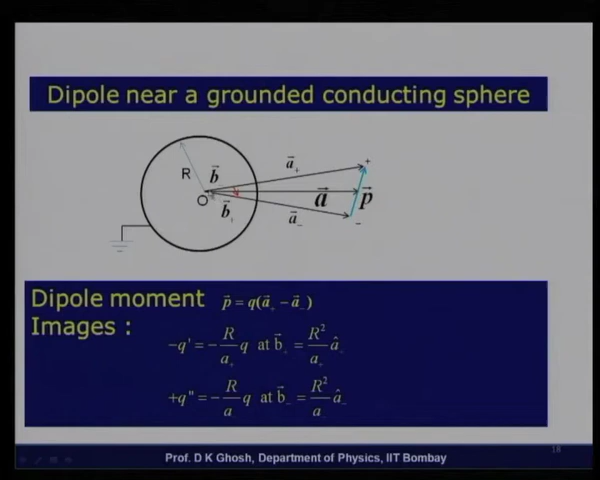 Dipole near a grounded conducting sphere
R
O
b⃗
b⃗₊
a⃗₊
a⃗
a⃗₋
p⃗
+
-
Dipole moment p⃗ = q(a⃗₊ − a⃗₋)
Images :
-q' = - R/a₊ q at b⃗₊ = R²/a₊ â
+q" = - R/a q at b⃗₋ = R²/a â₋
Prof. D K Ghosh, Department of Physics, IIT Bombay
18